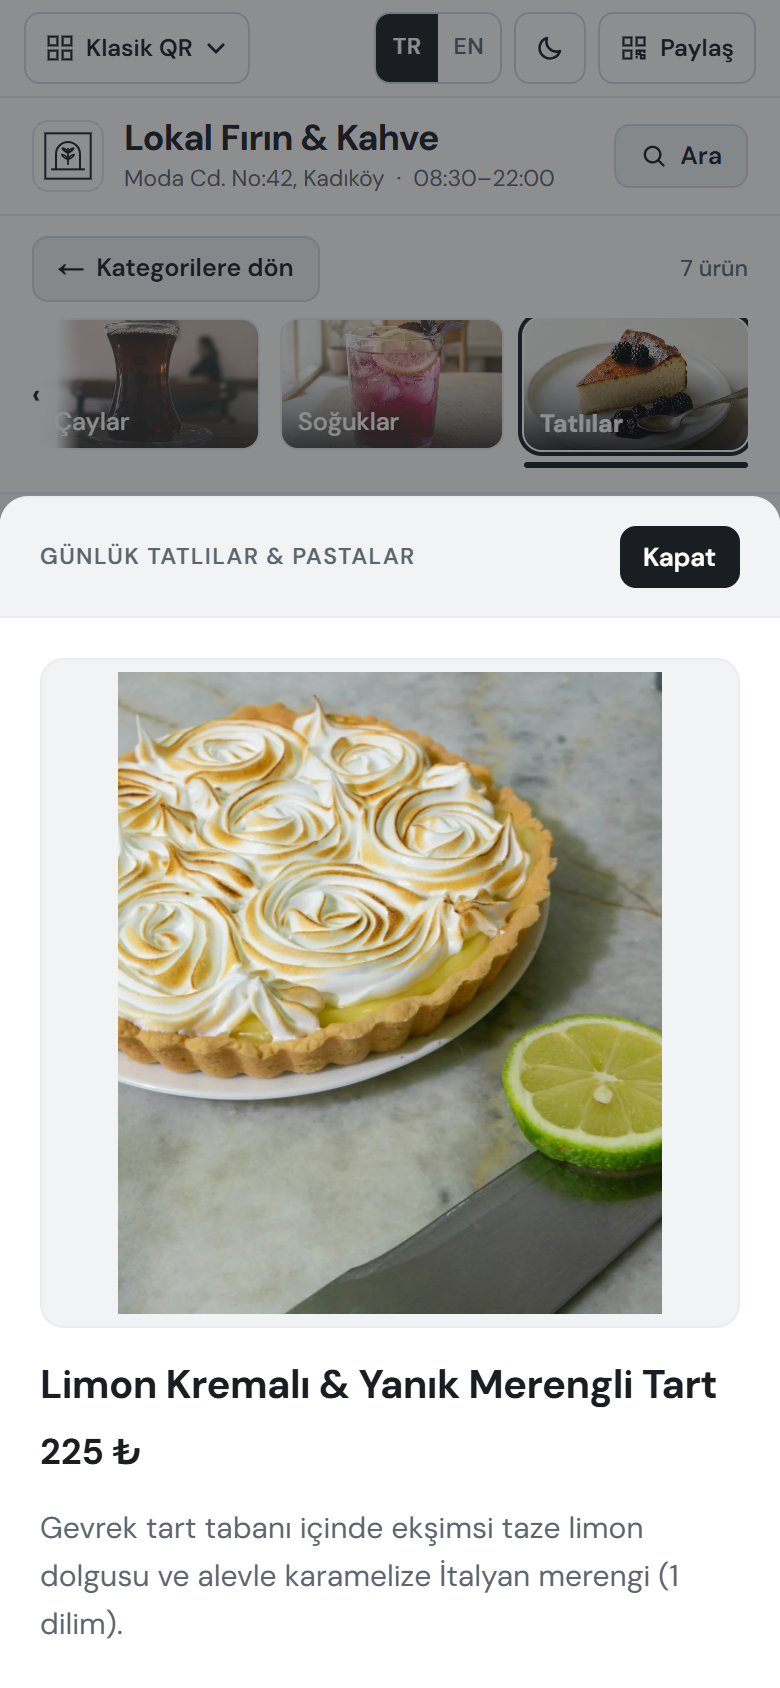 Klasik QR
TR EN
Paylaş
Lokal Fırın & Kahve
Moda Cd. No:42, Kadıköy · 08:30–22:00
Ara
← Kategorilere dön
7 ürün
‹
Çaylar
Soğuklar
Tatlılar
GÜNLÜK TATLILAR & PASTALAR
Kapat
Limon Kremalı & Yanık Merengli Tart
225 ₺
Gevrek tart tabanı içinde ekşimsi taze limon
dolgusu ve alevle karamelize İtalyan merengi (1
dilim).